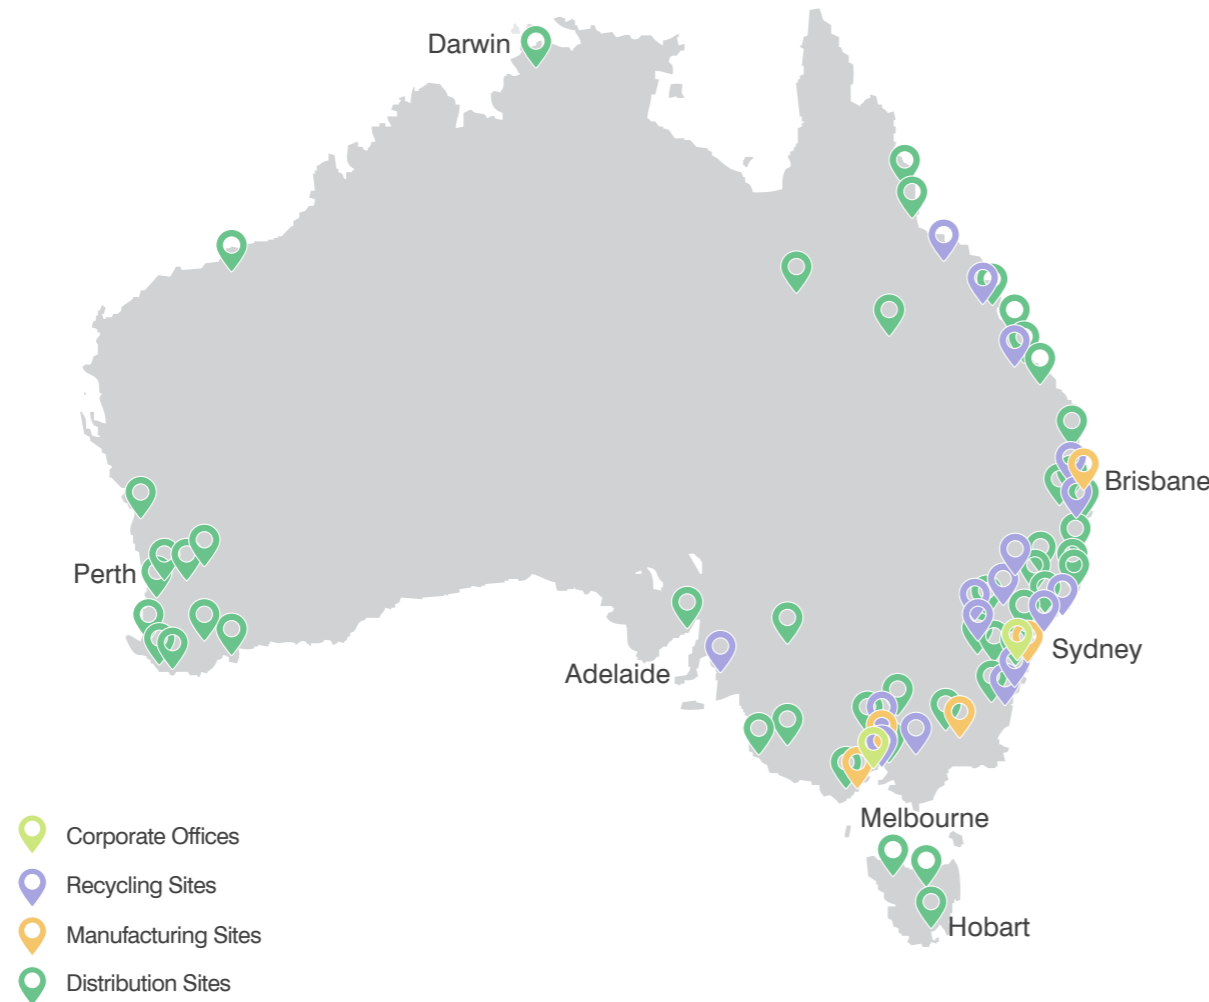 Darwin
Brisbane
Perth
Sydney
Adelaide
Melbourne
Hobart
Corporate Offices
Recycling Sites
Manufacturing Sites
Distribution Sites